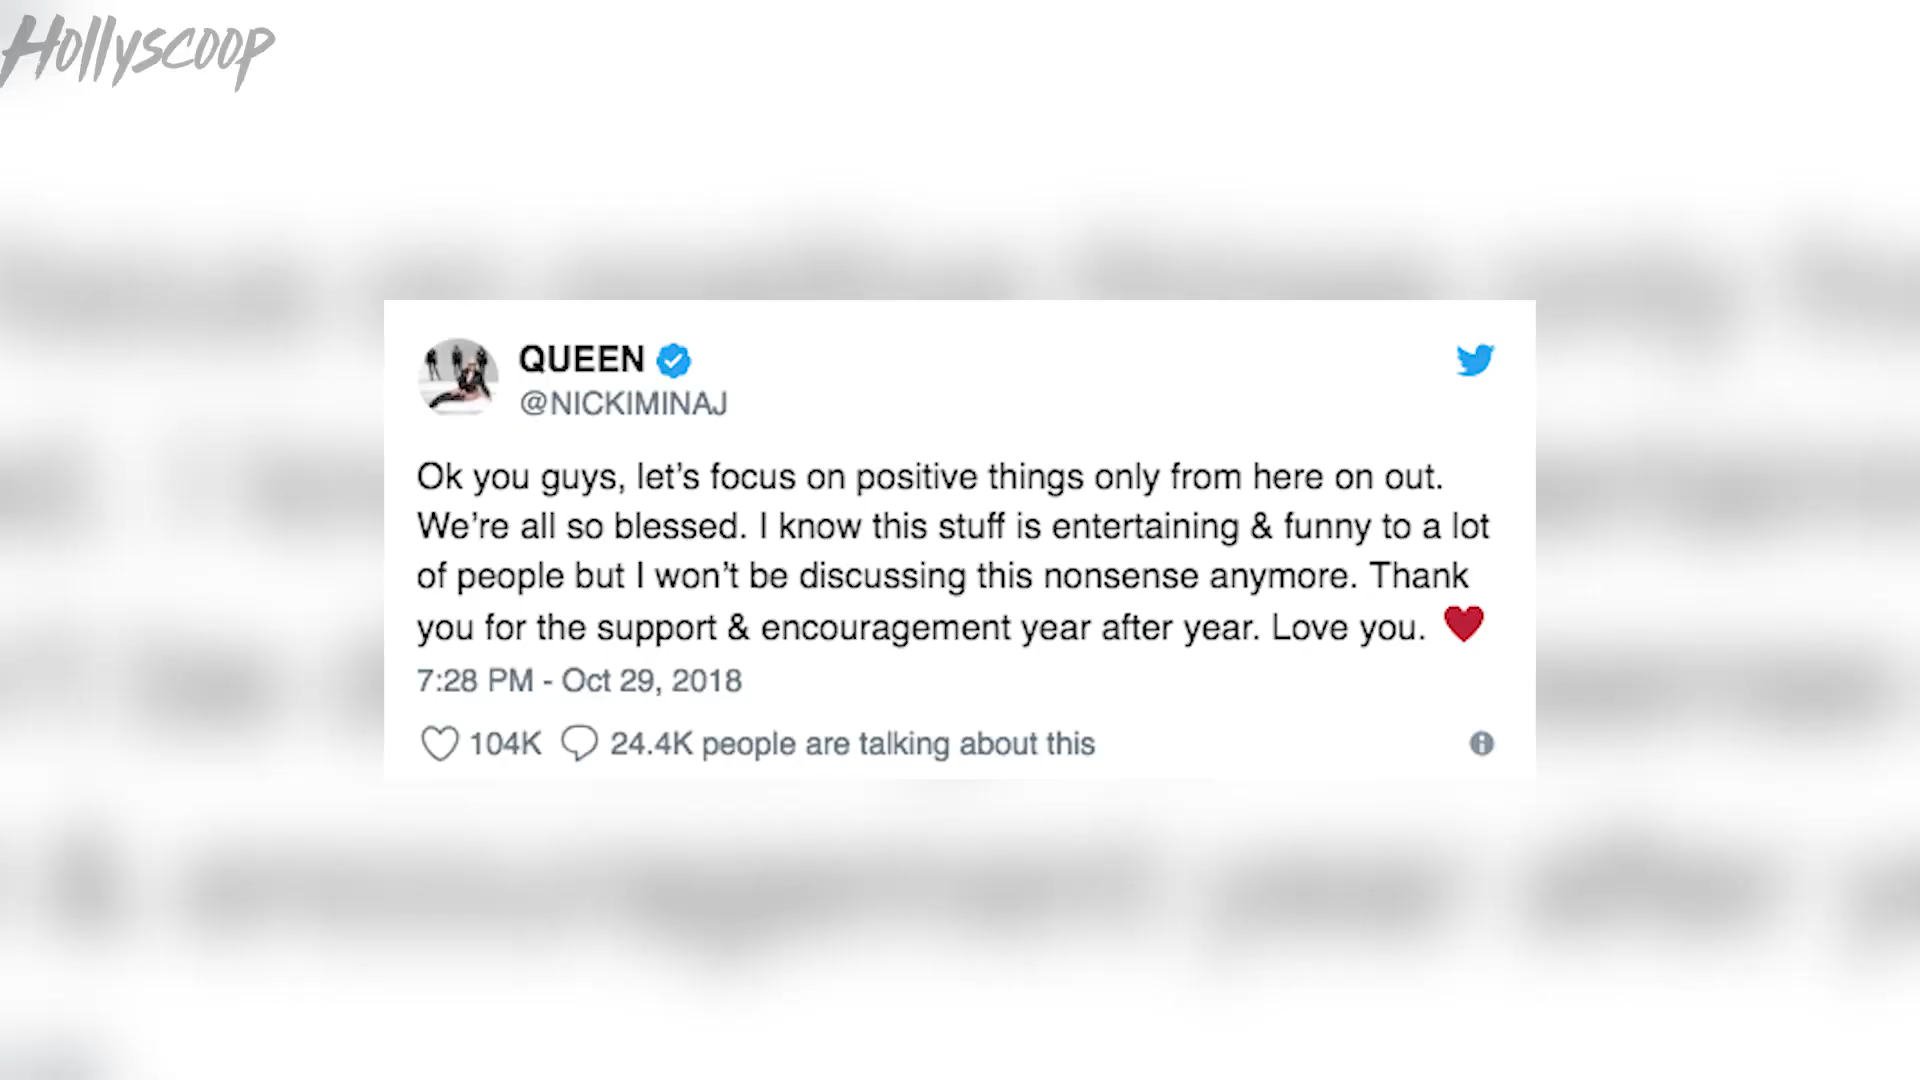 Hollyscoop
QUEEN
@NICKIMINAJ
Ok you guys, let's focus on positive things only from here on out.
We're all so blessed. I know this stuff is entertaining & funny to a lot
of people but I won't be discussing this nonsense anymore. Thank
you for the support & encouragement year after year. Love you. ❤️
7:28 PM - Oct 29, 2018
104K 24.4K people are talking about this